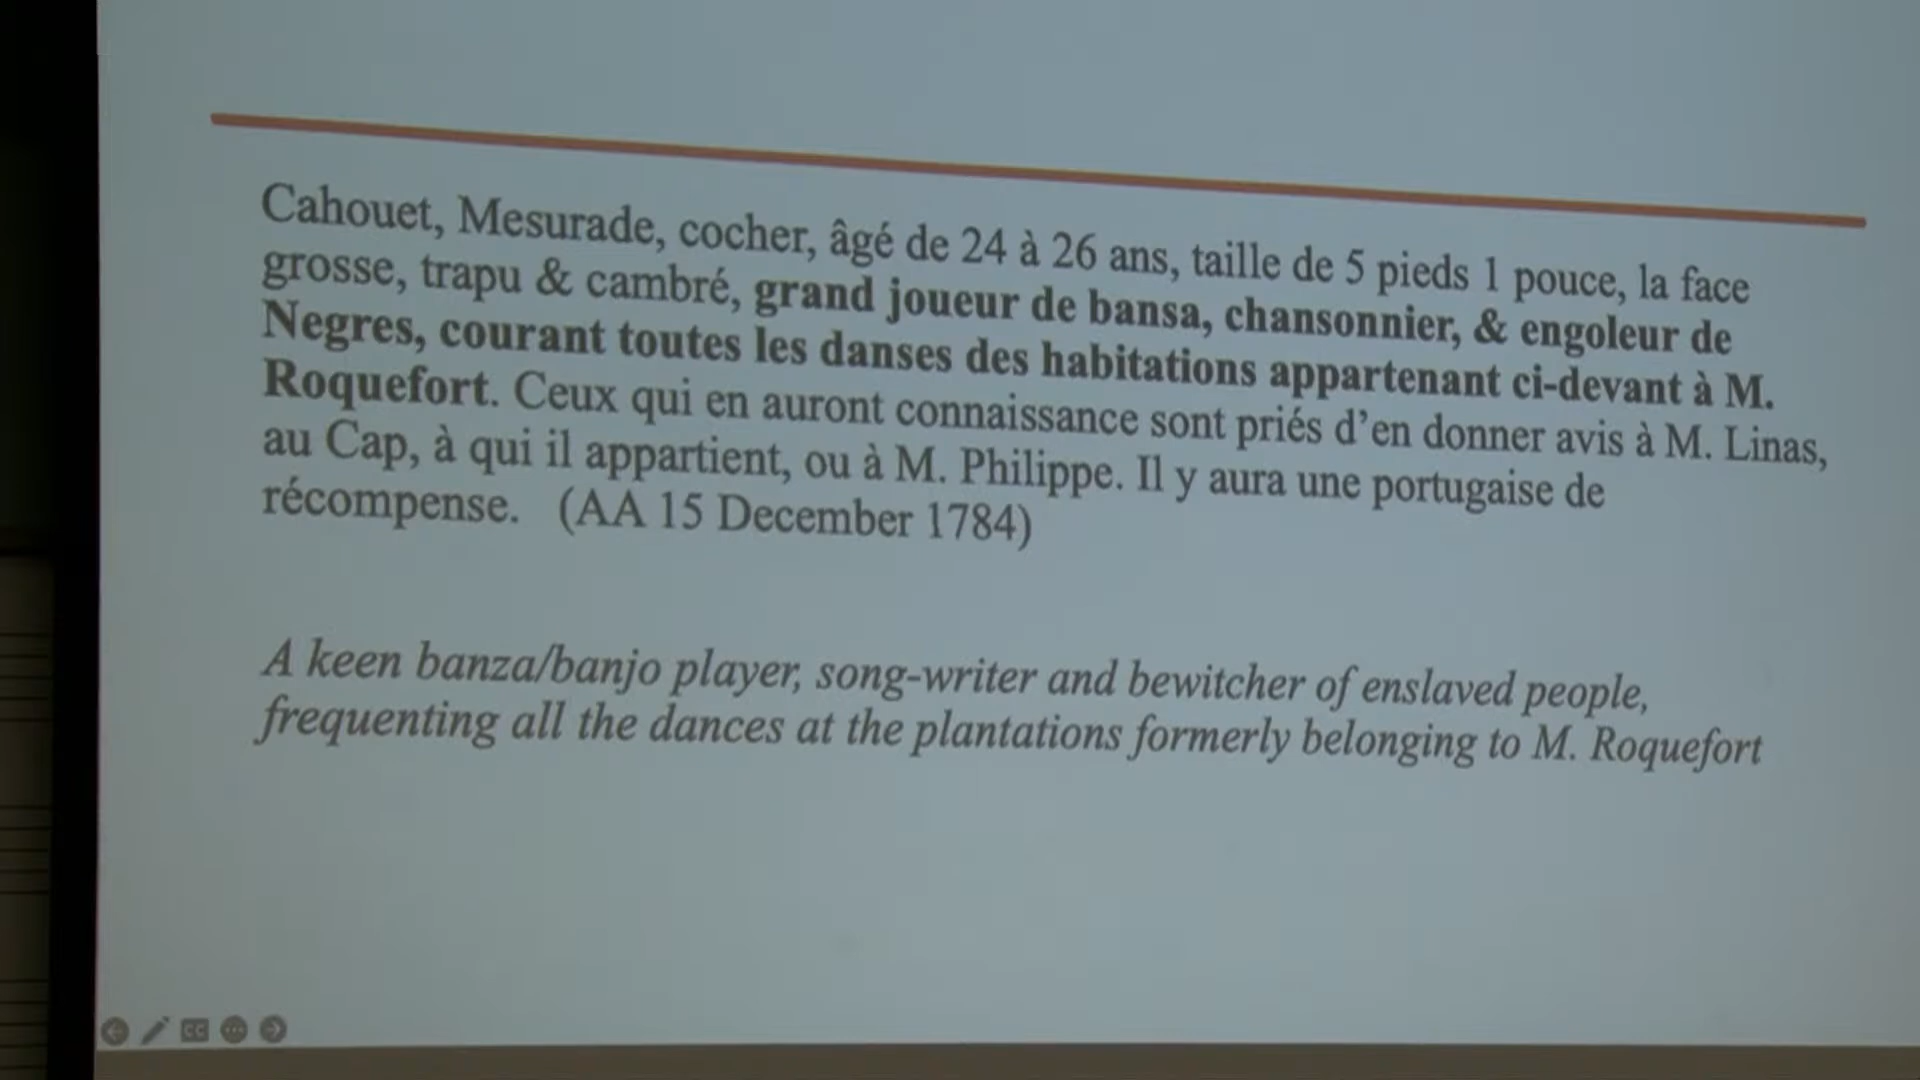 Cahouet, Mesurade, cocher, âgé de 24 à 26 ans, taille de 5 pieds 1 pouce, la face
grosse, trapu & cambré, grand joueur de bansa, chansonnier, & engoleur de
Negres, courant toutes les danses des habitations appartenant ci-devant à M.
Roquefort. Ceux qui en auront connaissance sont priés d'en donner avis à M. Linas,
au Cap, à qui il appartient, ou à M. Philippe. Il y aura une portugaise de
récompense. (AA 15 December 1784)
A keen banza/banjo player, song-writer and bewitcher of enslaved people,
frequenting all the dances at the plantations formerly belonging to M. Roquefort
CC